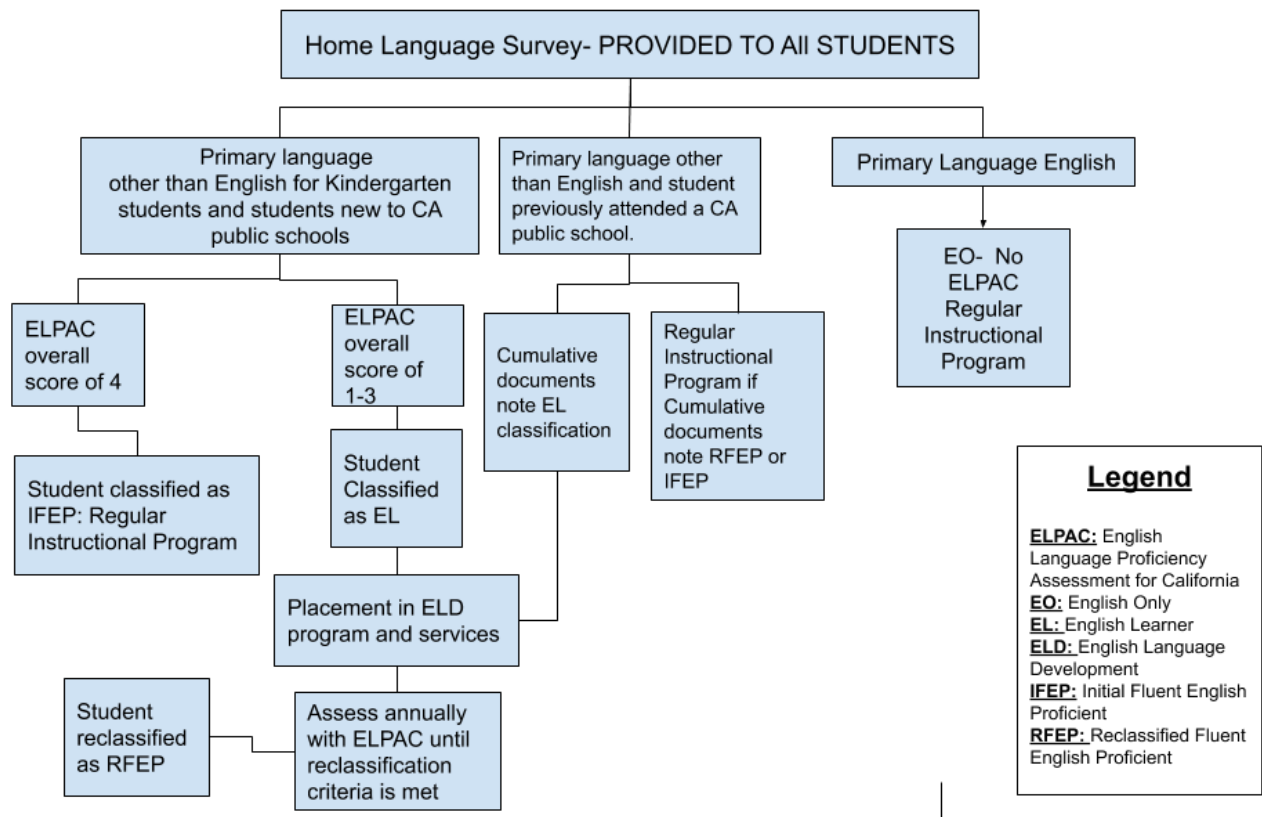 Home Language Survey- PROVIDED TO All STUDENTS
Primary language
other than English for Kindergarten
students and students new to CA
public schools
Primary language other
than English and student
previously attended a CA
public school.
Primary Language English
EO-  No
ELPAC
Regular
Instructional
Program
ELPAC
overall
score of 4
ELPAC
overall
score of
1-3
Cumulative
documents
note EL
classification
Regular
Instructional
Program if
Cumulative
documents
note RFEP or
IFEP
Student classified as
IFEP: Regular
Instructional Program
Student
Classified
as EL
Placement in ELD
program and services
Student
reclassified
as RFEP
Assess annually
with ELPAC until
reclassification
criteria is met
Legend
ELPAC: English
Language Proficiency
Assessment for California
EO: English Only
EL: English Learner
ELD: English Language
Development
IFEP: Initial Fluent English
Proficient
RFEP: Reclassified Fluent
English Proficient